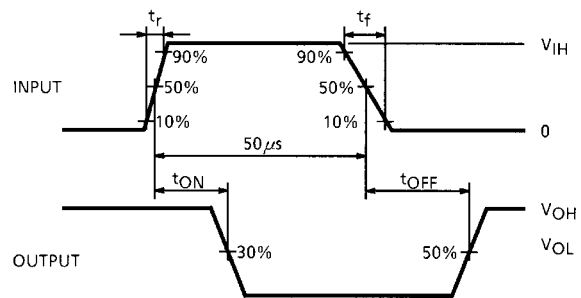 tr
tf
90%
90%
VIH
INPUT
50%
50%
10%
10%
0
50μs
tON
tOFF
VOH
30%
50%
VOL
OUTPUT